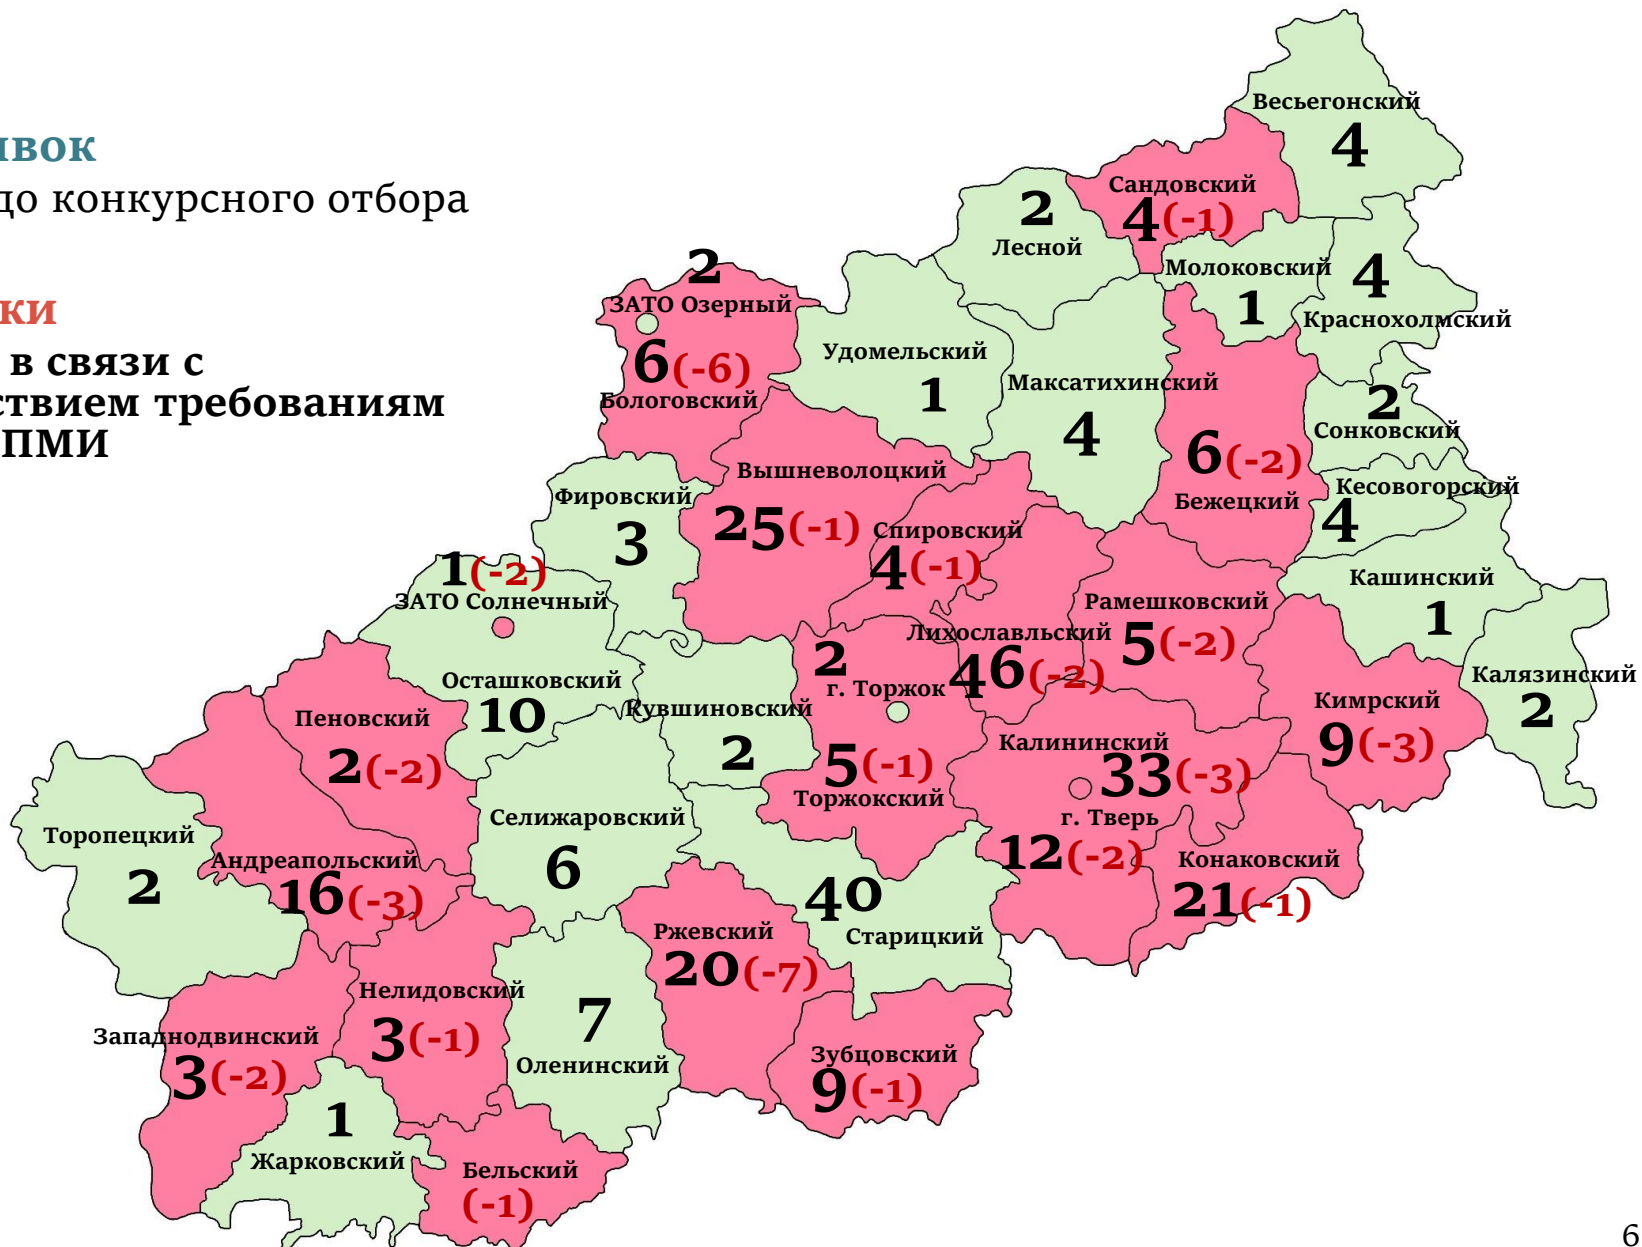 явок
до конкурсного отбора
ки
в связи с
ствием требованиям
ПМИ
Весьегонский
4
Сандовский
4(-1)
2
Лесной
Молоковский
1
4
Краснохолмский
2
ЗАТО Озерный
6(-6)
Бологовский
Удомельский
1
Максатихинский
4
6(-2)
Бежецкий
2
Сонковский
Кесовогорский
4
Вышневолоцкий
25(-1)
Фировский
3
Спировский
4(-1)
1(-2)
ЗАТО Солнечный
Кашинский
1
Рамешковский
5(-2)
Лихославльский
46(-2)
2
г. Торжок
5(-1)
Торжокский
Осташковский
10
Кувшиновский
2
Калязинский
2
Кимрский
9(-3)
Пеновский
2(-2)
Калининский
33(-3)
г. Тверь
12(-2)
Конаковский
21(-1)
Селижаровский
6
Торопецкий
2
Андреапольский
16(-3)
40
Старицкий
Ржевский
20(-7)
Нелидовский
3(-1)
7
Оленинский
Западнодвинский
3(-2)
Зубцовский
9(-1)
1
Жарковский
Бельский
(-1)
6